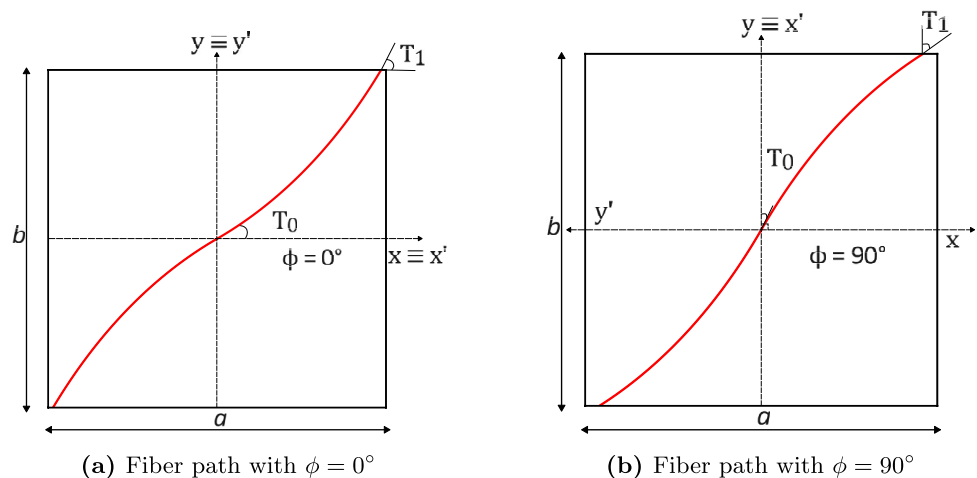 y ≡ y'
T1
b
T0
ϕ = 0°
x ≡ x'
a
(a) Fiber path with ϕ = 0°
y ≡ x'
T1
T0
b
y'
x
ϕ = 90°
a
(b) Fiber path with ϕ = 90°